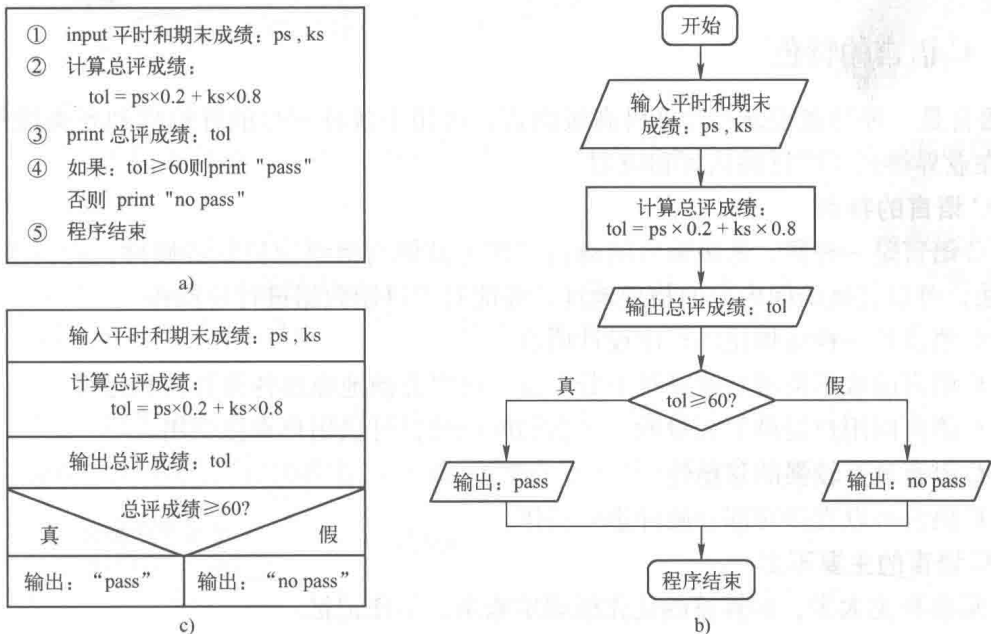 ① input 平时和期末成绩：ps , ks
② 计算总评成绩：
tol = ps×0.2 + ks×0.8
③ print 总评成绩：tol
④ 如果：tol≥60则print "pass"
否则 print "no pass"
⑤ 程序结束
a)
输入平时和期末成绩：ps , ks
计算总评成绩：
tol = ps×0.2 + ks×0.8
输出总评成绩：tol
总评成绩≥60?
真
假
输出：“pass”
输出：“no pass”
c)
开始
输入平时和期末
成绩：ps , ks
计算总评成绩：
tol = ps × 0.2 + ks × 0.8
输出总评成绩：tol
真
tol≥60?
假
输出：pass
输出：no pass
程序结束
b)